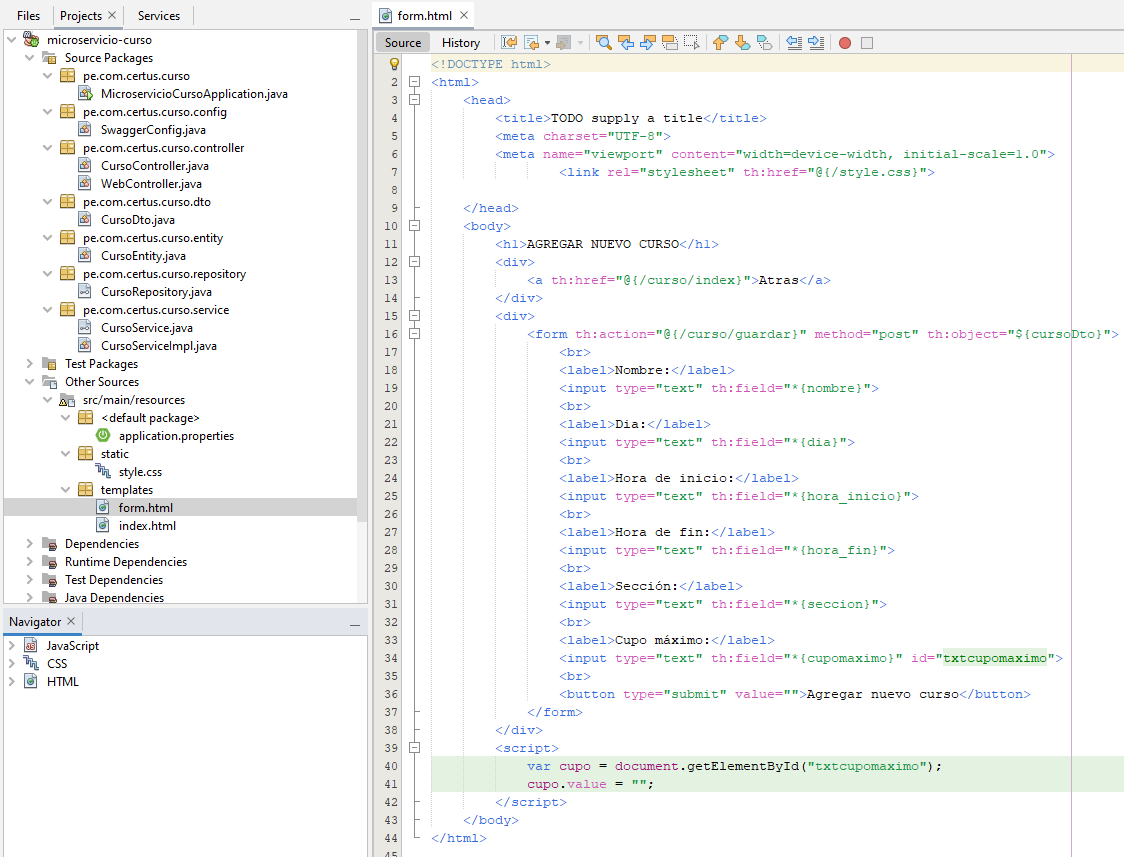 Files Projects Services
microservicio-curso
Source Packages
pe.com.certus.curso
MicroservicioCursoApplication.java
pe.com.certus.curso.config
SwaggerConfig.java
pe.com.certus.curso.controller
CursoController.java
WebController.java
pe.com.certus.curso.dto
CursoDto.java
pe.com.certus.curso.entity
CursoEntity.java
pe.com.certus.curso.repository
CursoRepository.java
pe.com.certus.curso.service
CursoService.java
CursoServiceImpl.java
Test Packages
Other Sources
src/main/resources
<default package>
application.properties
static
style.css
templates
form.html
index.html
Dependencies
Runtime Dependencies
Test Dependencies
Java Dependencies
Navigator
JavaScript
CSS
HTML
form.html
Source History
<!DOCTYPE html>
2 <html>
3 <head>
4 <title>TODO supply a title</title>
5 <meta charset="UTF-8">
6 <meta name="viewport" content="width=device-width, initial-scale=1.0">
7 <link rel="stylesheet" th:href="@{/style.css}">
8
9 </head>
10 <body>
11 <h1>AGREGAR NUEVO CURSO</h1>
12 <div>
13 <a th:href="@{/curso/index}">Atras</a>
14 </div>
15 <div>
16 <form th:action="@{/curso/guardar}" method="post" th:object="${cursoDto}">
17 <br>
18 <label>Nombre:</label>
19 <input type="text" th:field="*{nombre}">
20 <br>
21 <label>Dia:</label>
22 <input type="text" th:field="*{dia}">
23 <br>
24 <label>Hora de inicio:</label>
25 <input type="text" th:field="*{hora_inicio}">
26 <br>
27 <label>Hora de fin:</label>
28 <input type="text" th:field="*{hora_fin}">
29 <br>
30 <label>Sección:</label>
31 <input type="text" th:field="*{seccion}">
32 <br>
33 <label>Cupo máximo:</label>
34 <input type="text" th:field="*{cupomaximo}" id="txtcupomaximo">
35 <br>
36 <button type="submit" value="">Agregar nuevo curso</button>
37 </form>
38 </div>
39 <script>
40 var cupo = document.getElementById("txtcupomaximo");
41 cupo.value = "";
42 </script>
43 </body>
44 </html>
45